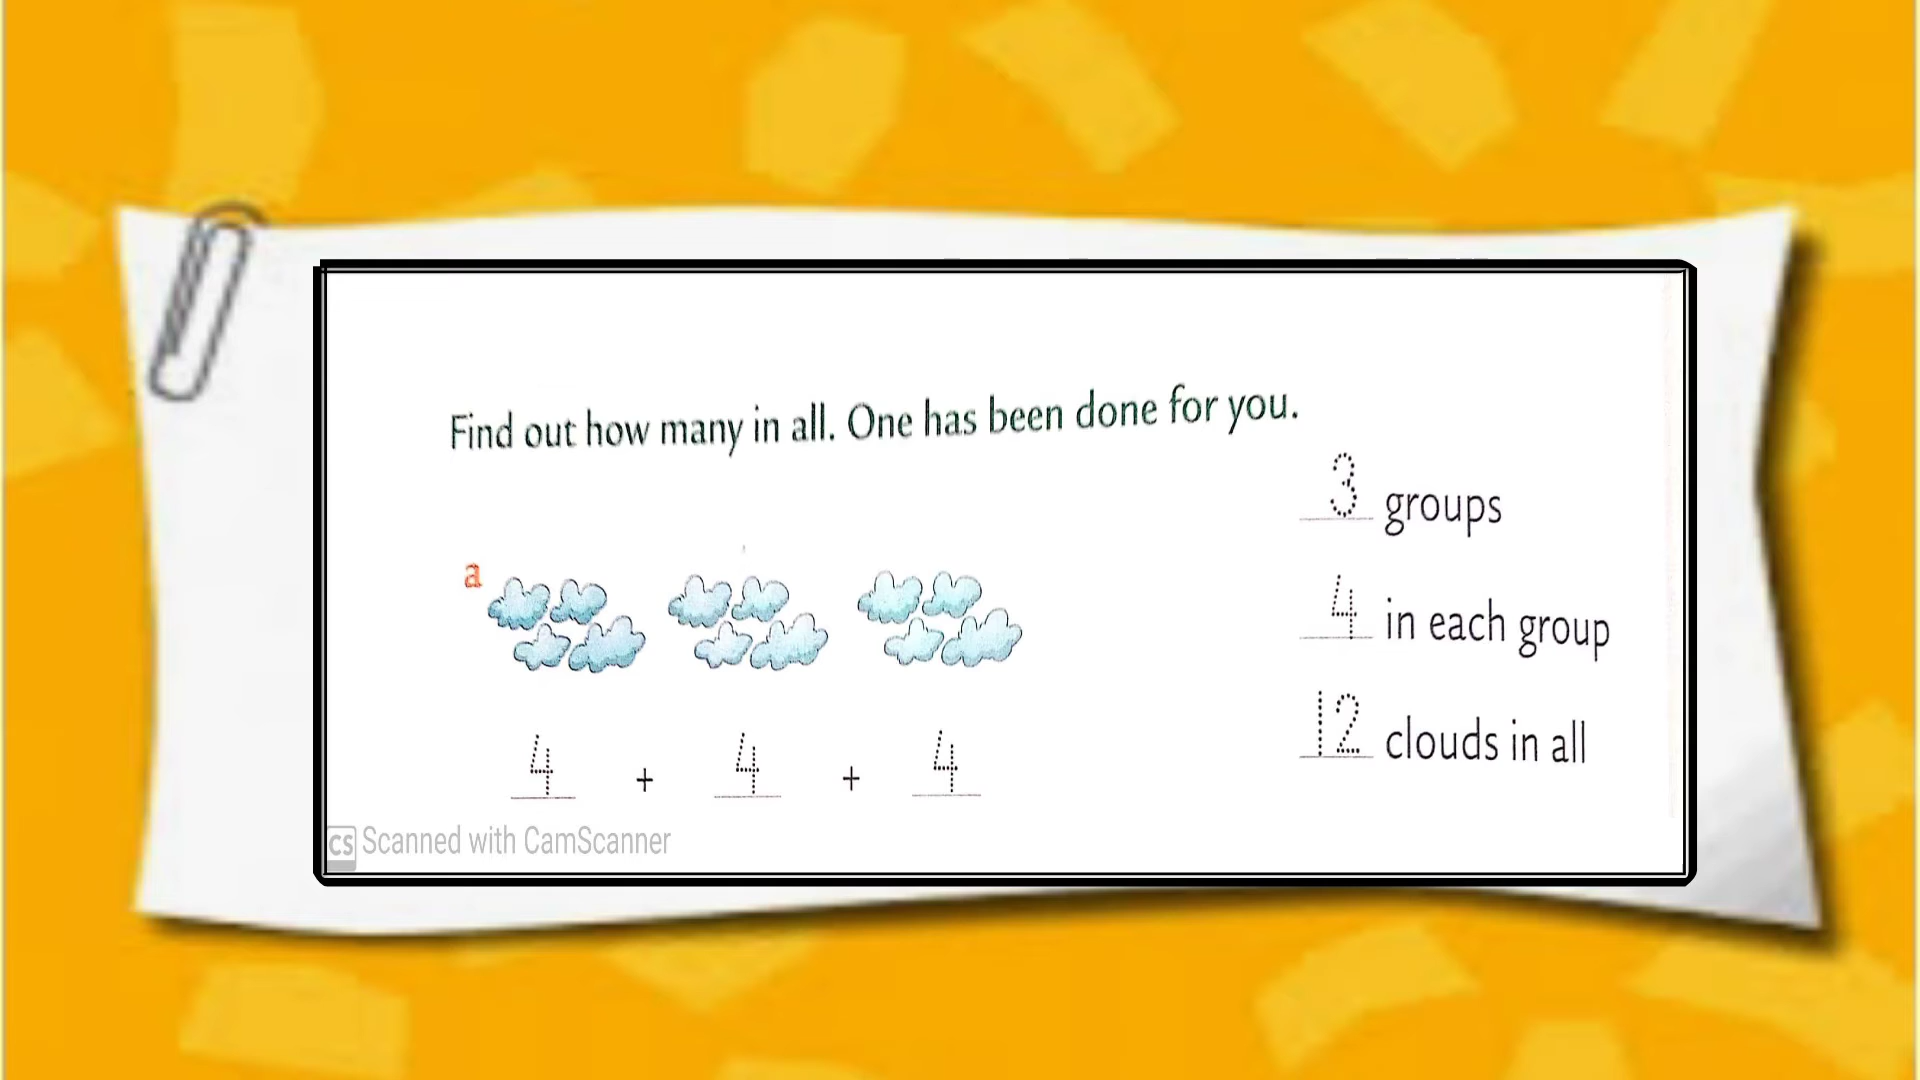 Find out how many in all. One has been done for you.
3 groups
a
4 in each group
12 clouds in all
4 + 4 + 4
CS Scanned with CamScanner